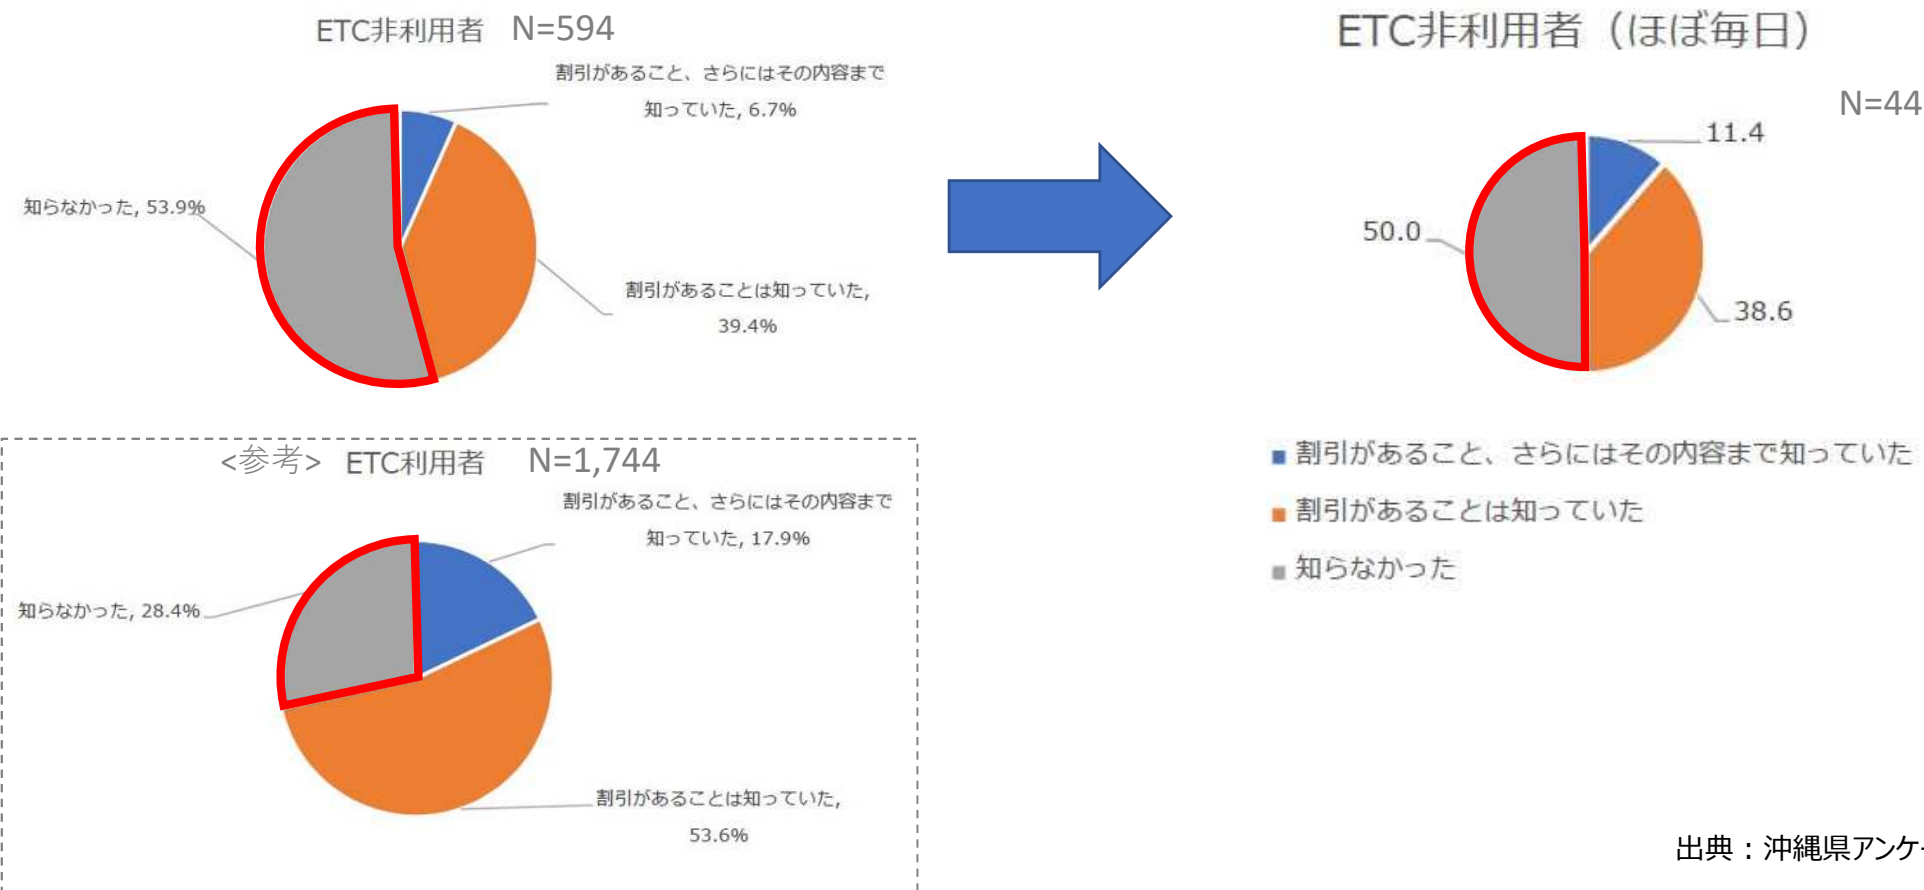 ETC非利用者 N=594
割引があること、さらにはその内容まで
知っていた, 6.7%
知らなかった, 53.9%
割引があることは知っていた,
39.4%
<参考> ETC利用者 N=1,744
割引があること、さらにはその内容まで
知っていた, 17.9%
知らなかった, 28.4%
割引があることは知っていた,
53.6%
ETC非利用者（ほぼ毎日）
N=44
11.4
50.0
38.6
割引があること、さらにはその内容まで知っていた
割引があることは知っていた
知らなかった
出典：沖縄県アンケ